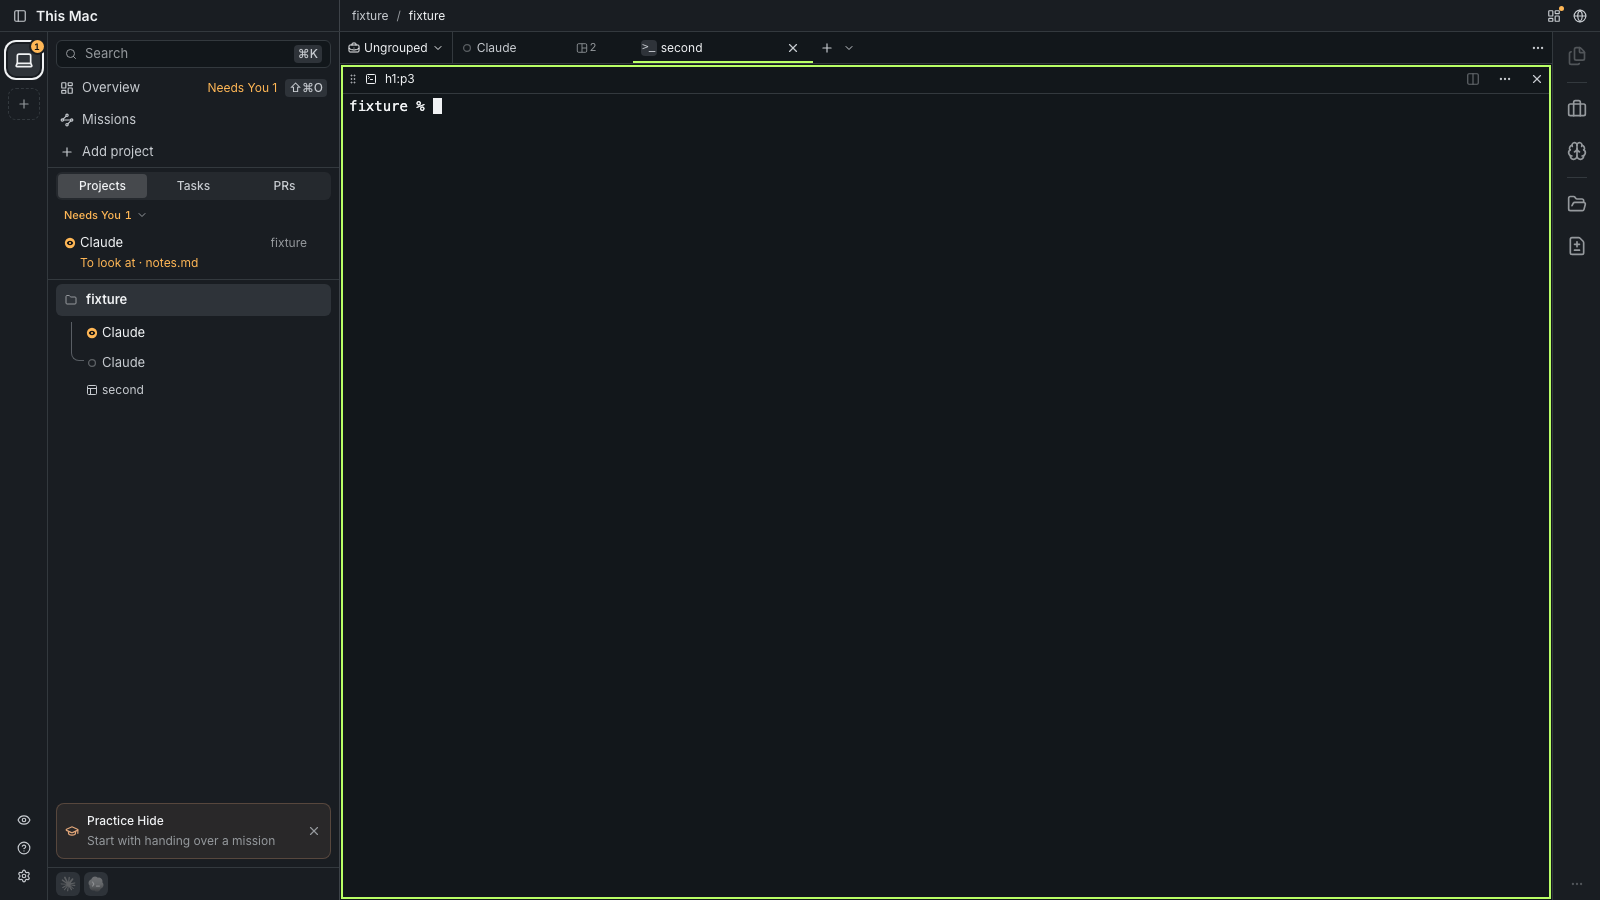 This Mac
fixture / fixture
1
Search ⌘K
Overview Needs You 1 ⇧⌘O
Missions
Add project
Projects Tasks PRs
Needs You 1
Claude fixture
To look at · notes.md
fixture
Claude
Claude
second
Practice Hide
Start with handing over a mission
Ungrouped
Claude 2
>_ second
h1:p3
fixture %